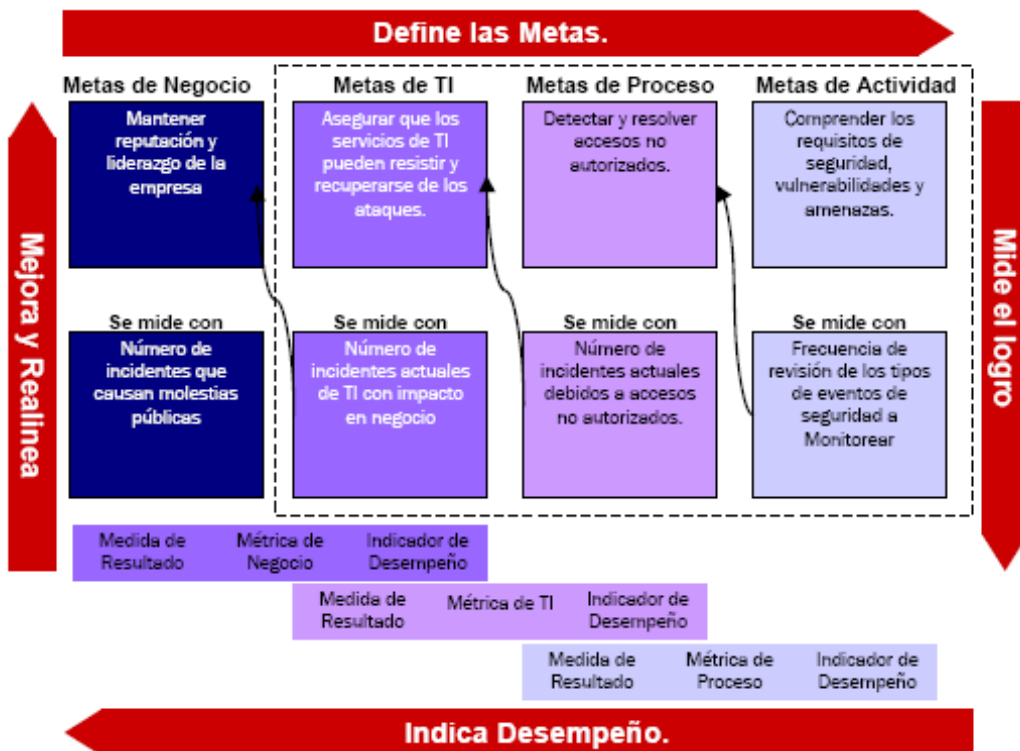 Define las Metas.
Metas de Negocio
Metas de TI
Metas de Proceso
Metas de Actividad
Mantener
reputación y
liderazgo de la
empresa
Asegurar que los
servicios de TI
pueden resistir y
recuperarse de los
ataques.
Detectar y resolver
accesos no
autorizados.
Comprender los
requisitos de
seguridad,
vulnerabilidades y
amenazas.
Mejora y Realinea
Mide el logro
Se mide con
Número de
incidentes que
causan molestias
públicas
Se mide con
Número de
incidentes actuales
de TI con impacto
en negocio
Se mide con
Número de
incidentes actuales
debidos a accesos
no autorizados.
Se mide con
Frecuencia de
revisión de los tipos
de eventos de
seguridad a
Monitorear
Medida de
Resultado
Métrica de
Negocio
Indicador de
Desempeño
Medida de
Resultado
Métrica de TI
Indicador de
Desempeño
Medida de
Resultado
Métrica de
Proceso
Indicador de
Desempeño
Indica Desempeño.